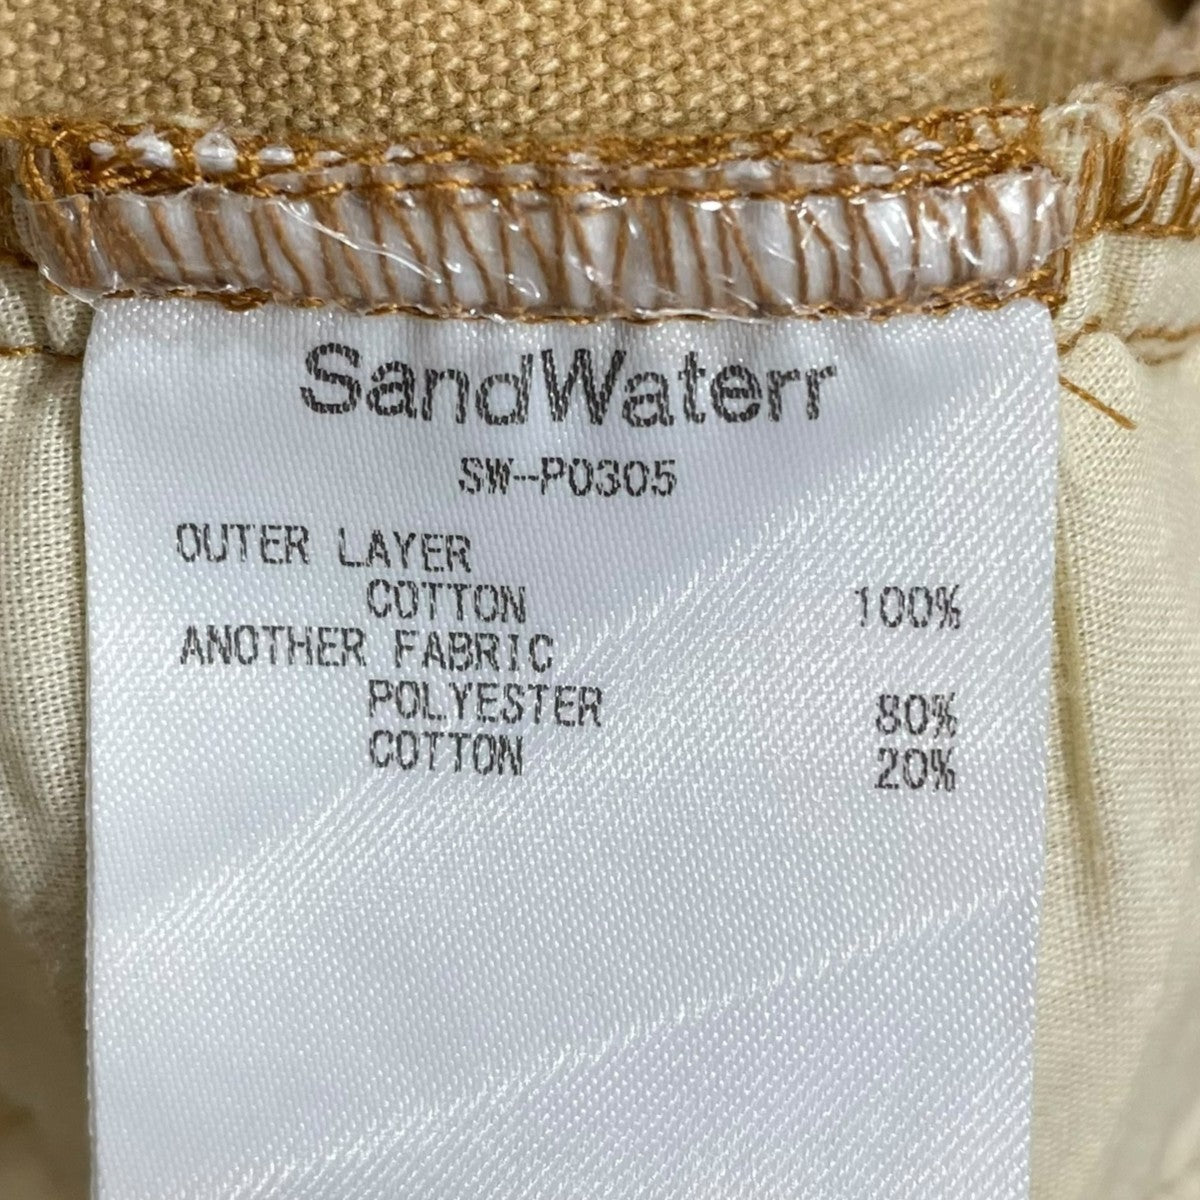 SandWaterr
SW-P0305
OUTER LAYER
COTTON 100%
ANOTHER FABRIC
POLYESTER 80%
COTTON 20%